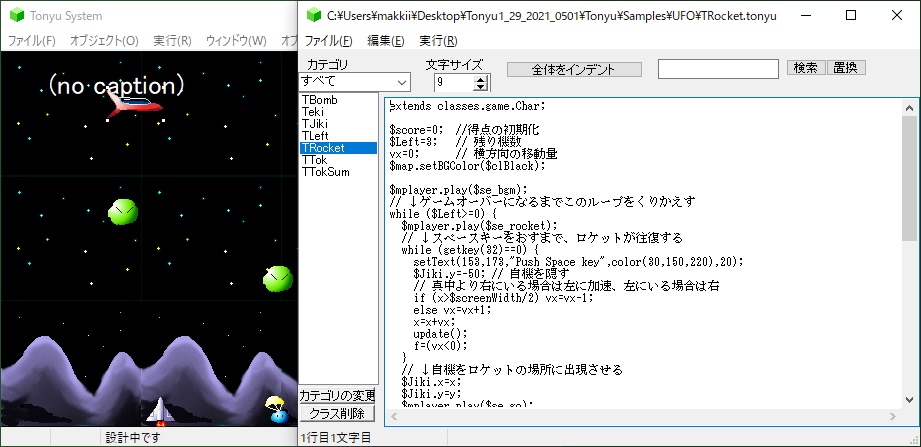 Tonyu System
ファイル(F) オブジェクト(O) 実行(R) ウィンドウ(W) オブ
(no caption)
設計中です
C:¥Users¥makkii¥Desktop¥Tonyu1_29_2021_0501¥Tonyu¥Samples¥UFO¥TRocket.tonyu
ファイル(F) 編集(E) 実行(R)
カテゴリ
すべて
文字サイズ
9
全体をインデント
検索 置換
TBomb
Teki
TJiki
TLeft
TRocket
TTok
TTokSum
カテゴリの変更
クラス削除
extends classes.game.Char;
$score=0; //得点の初期化
$Left=3; // 残り機数
vx=0; // 横方向の移動量
$map.setBGColor($clBlack);
$mplayer.play($se_bgm);
// ↓ゲームオーバーになるまでこのループをくりかえす
while ($Left>=0) {
$mplayer.play($se_rocket);
// ↓スペースキーをおすまで、ロケットが往復する
while (getkey(32)==0) {
setText(153,173,"Push Space key",color(30,150,220),20);
$Jiki.y=-50; // 自機を隠す
// 真中より右にいる場合は左に加速、左にいる場合は右
if (x>$screenWidth/2) vx=vx-1;
else vx=vx+1;
x=x+vx;
update();
f=(vx<0);
}
// ↓自機をロケットの場所に出現させる
$Jiki.x=x;
$Jiki.y=y;
$mplayer.play($se_go);
1行目1文字目